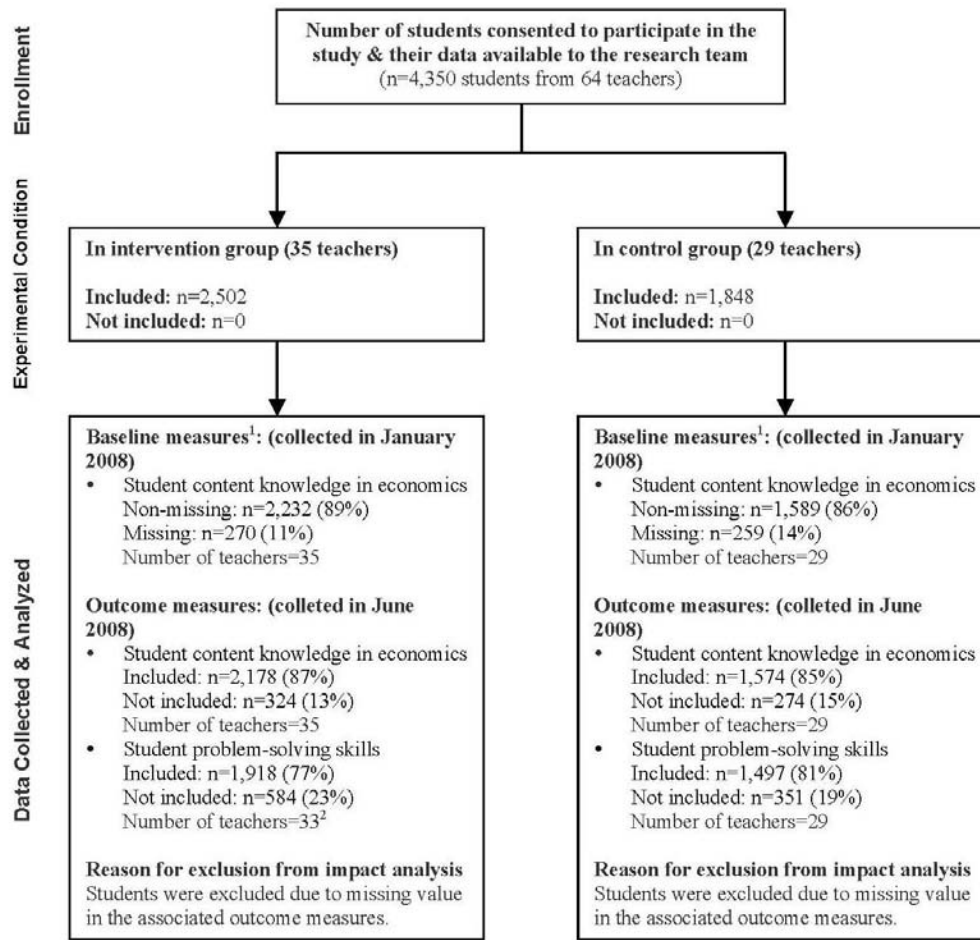 Enrollment
Number of students consented to participate in the
study & their data available to the research team
(n=4,350 students from 64 teachers)
Experimental Condition
In intervention group (35 teachers)
Included: n=2,502
Not included: n=0
In control group (29 teachers)
Included: n=1,848
Not included: n=0
Data Collected & Analyzed
Baseline measures¹: (collected in January
2008)
• Student content knowledge in economics
Non-missing: n=2,232 (89%)
Missing: n=270 (11%)
Number of teachers=35
Outcome measures: (colleted in June
2008)
• Student content knowledge in economics
Included: n=2,178 (87%)
Not included: n=324 (13%)
Number of teachers=35
• Student problem-solving skills
Included: n=1,918 (77%)
Not included: n=584 (23%)
Number of teachers=33²
Reason for exclusion from impact analysis
Students were excluded due to missing value
in the associated outcome measures.
Baseline measures¹: (collected in January
2008)
• Student content knowledge in economics
Non-missing: n=1,589 (86%)
Missing: n=259 (14%)
Number of teachers=29
Outcome measures: (colleted in June
2008)
• Student content knowledge in economics
Included: n=1,574 (85%)
Not included: n=274 (15%)
Number of teachers=29
• Student problem-solving skills
Included: n=1,497 (81%)
Not included: n=351 (19%)
Number of teachers=29
Reason for exclusion from impact analysis
Students were excluded due to missing value
in the associated outcome measures.